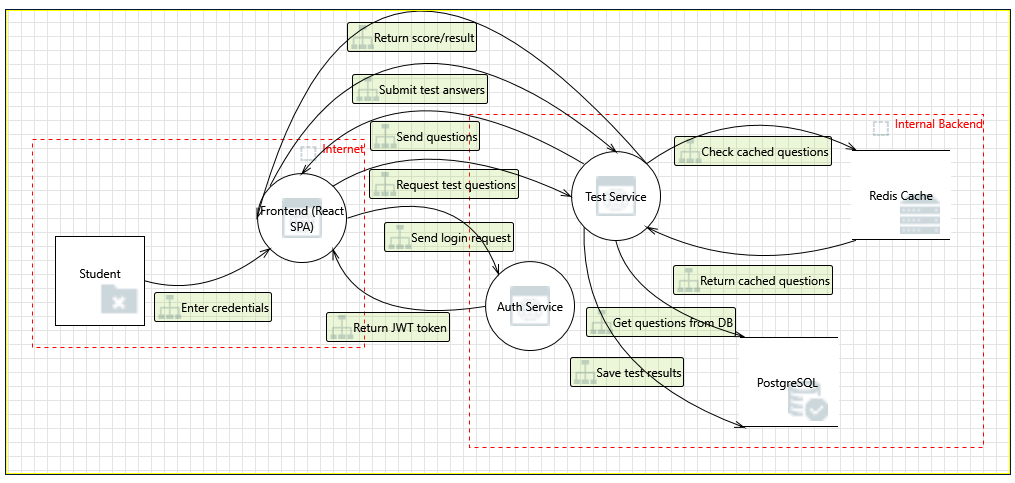 Return score/result
Submit test answers
Send questions
Internal Backend
Internet
Check cached questions
Request test questions
Test Service
Redis Cache
Frontend (React
SPA)
Send login request
Student
Return cached questions
Enter credentials
Auth Service
Return JWT token
Get questions from DB
Save test results
PostgreSQL